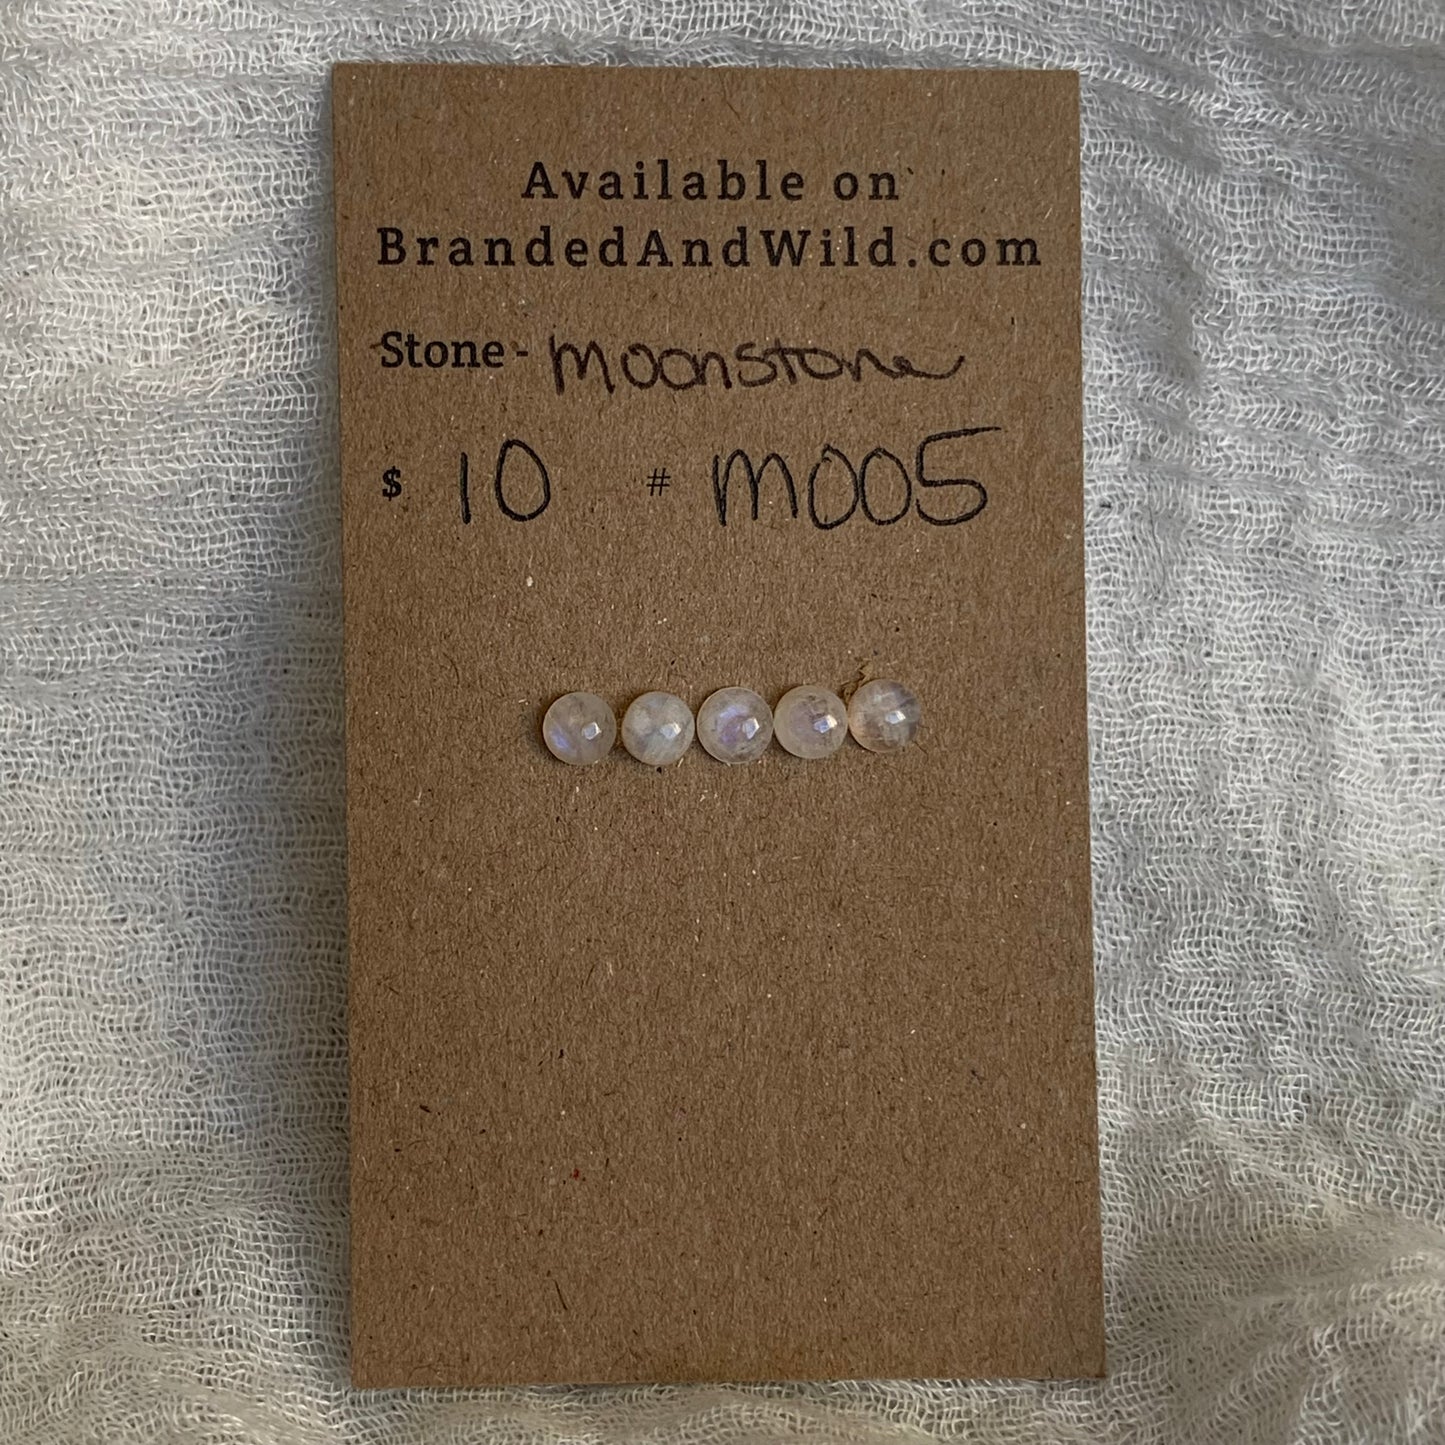 Available on
BrandedAndWild.com
Stone - Moonstone
$ 10 # M005